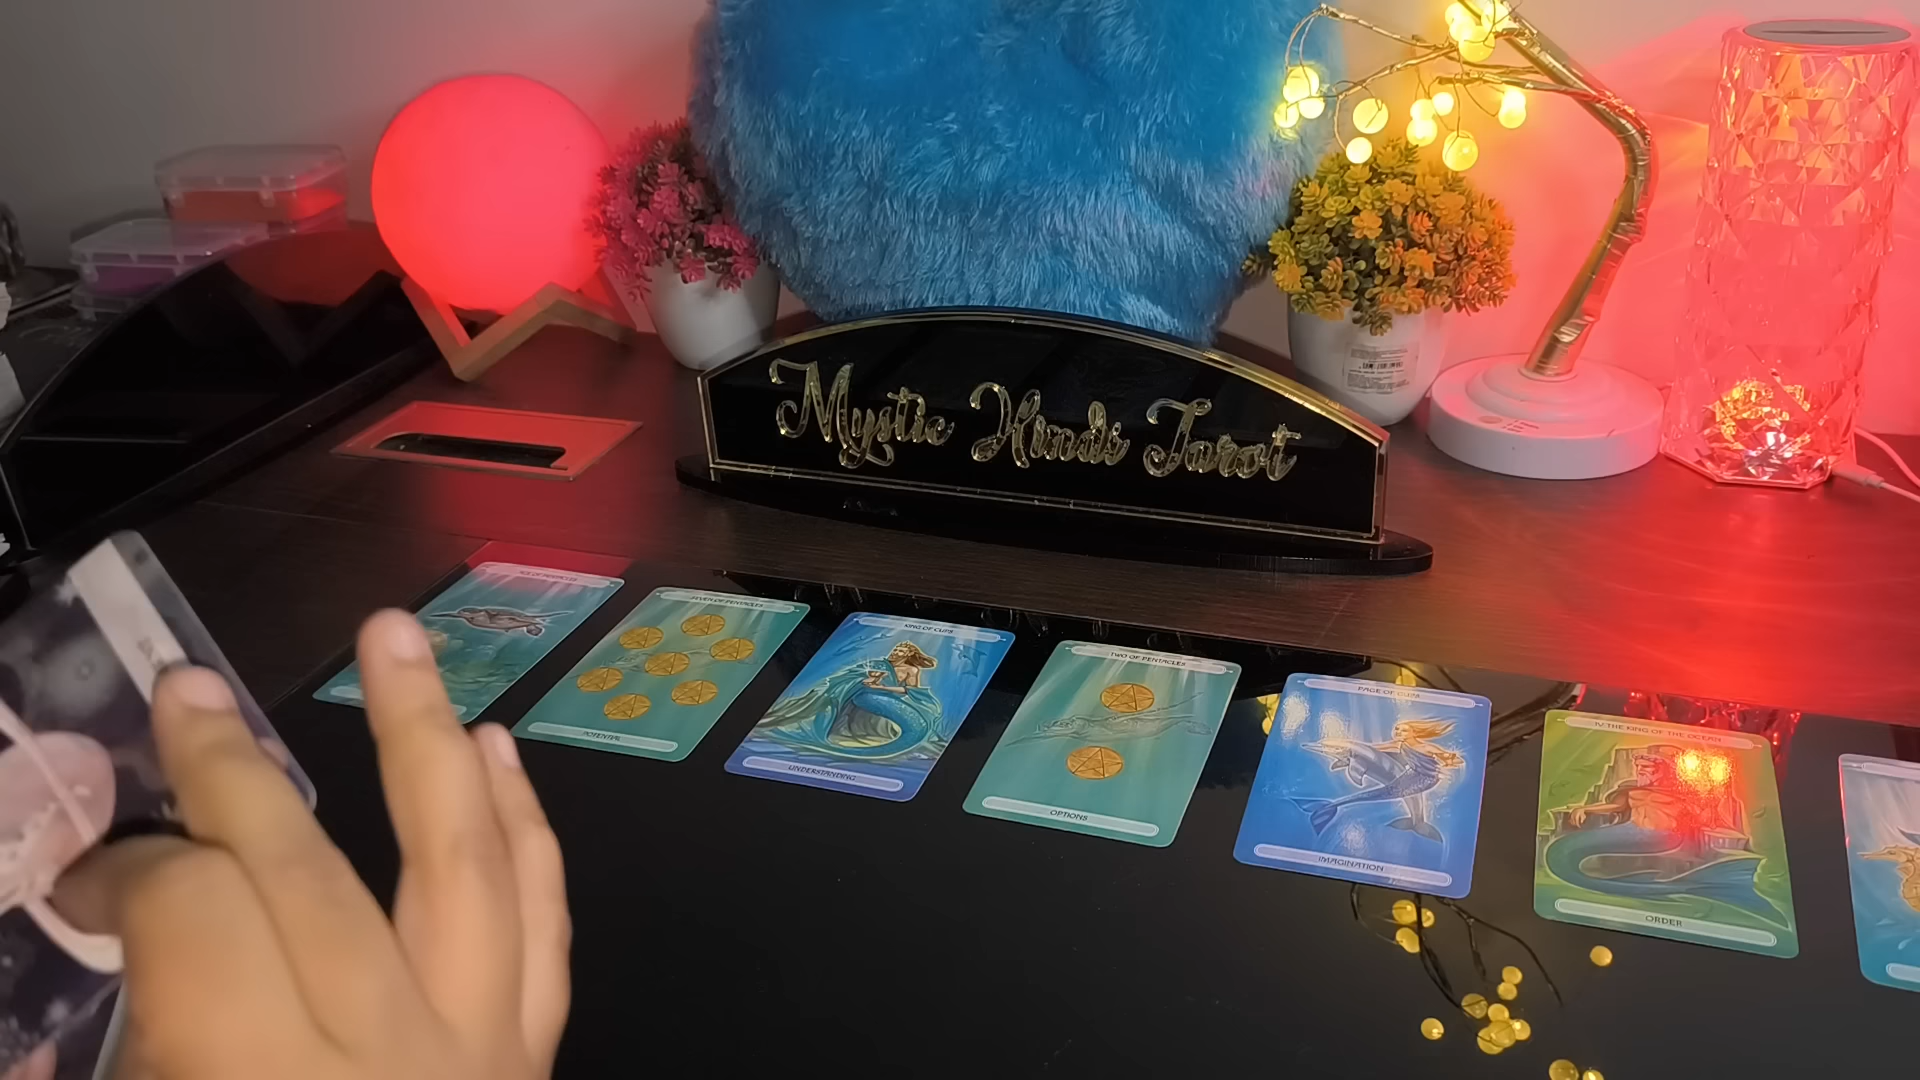 Mystic Hinds Tarot
SEVEN OF PENTACLES
POTENTIAL
KING OF CUPS
UNDERSTANDING
TWO OF PENTACLES
OPTIONS
PAGE OF CUPS
IMAGINATION
IV THE KING OF THE OCEAN
ORDER